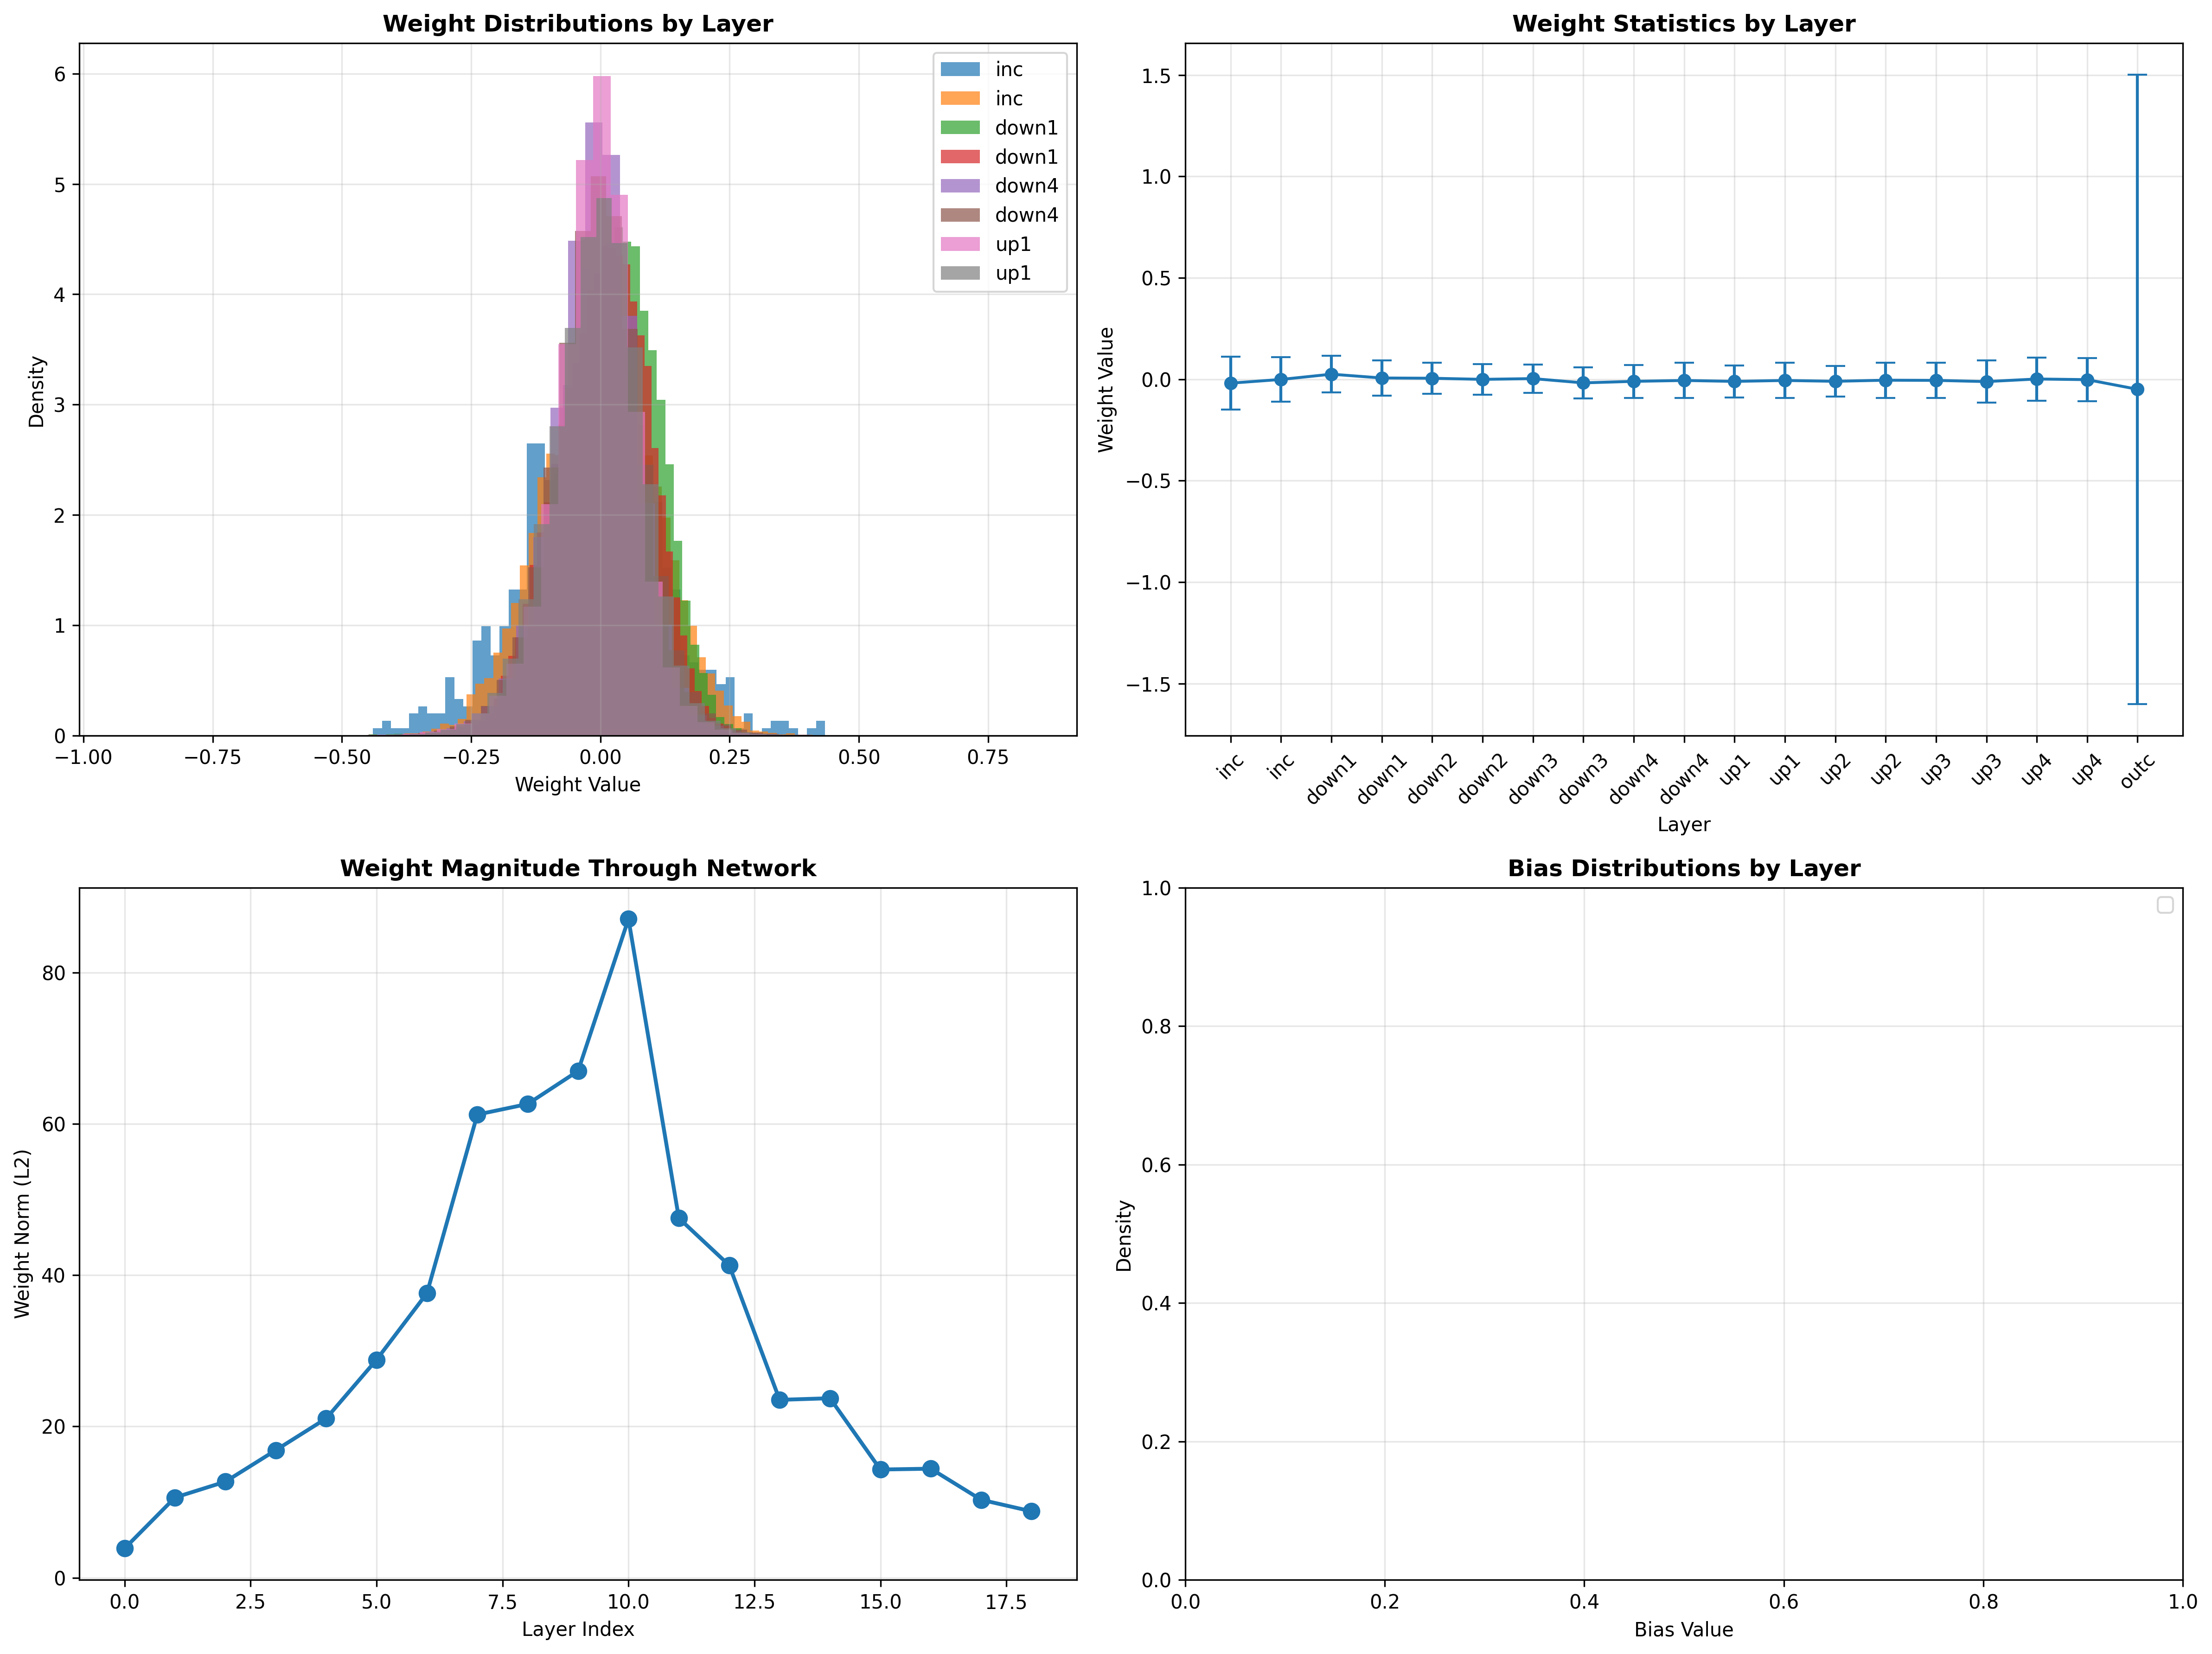 Weight Distributions by Layer
Density
6
5
4
3
2
1
0
−1.00 −0.75 −0.50 −0.25 0.00 0.25 0.50 0.75
Weight Value
inc
inc
down1
down1
down4
down4
up1
up1
Weight Statistics by Layer
Weight Value
1.5
1.0
0.5
0.0
−0.5
−1.0
−1.5
inc inc down1 down1 down2 down2 down3 down3 down4 down4 up1 up1 up2 up2 up3 up3 up4 up4 outc
Layer
Weight Magnitude Through Network
Weight Norm (L2)
80
60
40
20
0
0.0 2.5 5.0 7.5 10.0 12.5 15.0 17.5
Layer Index
Bias Distributions by Layer
Density
1.0
0.8
0.6
0.4
0.2
0.0
0.0 0.2 0.4 0.6 0.8 1.0
Bias Value